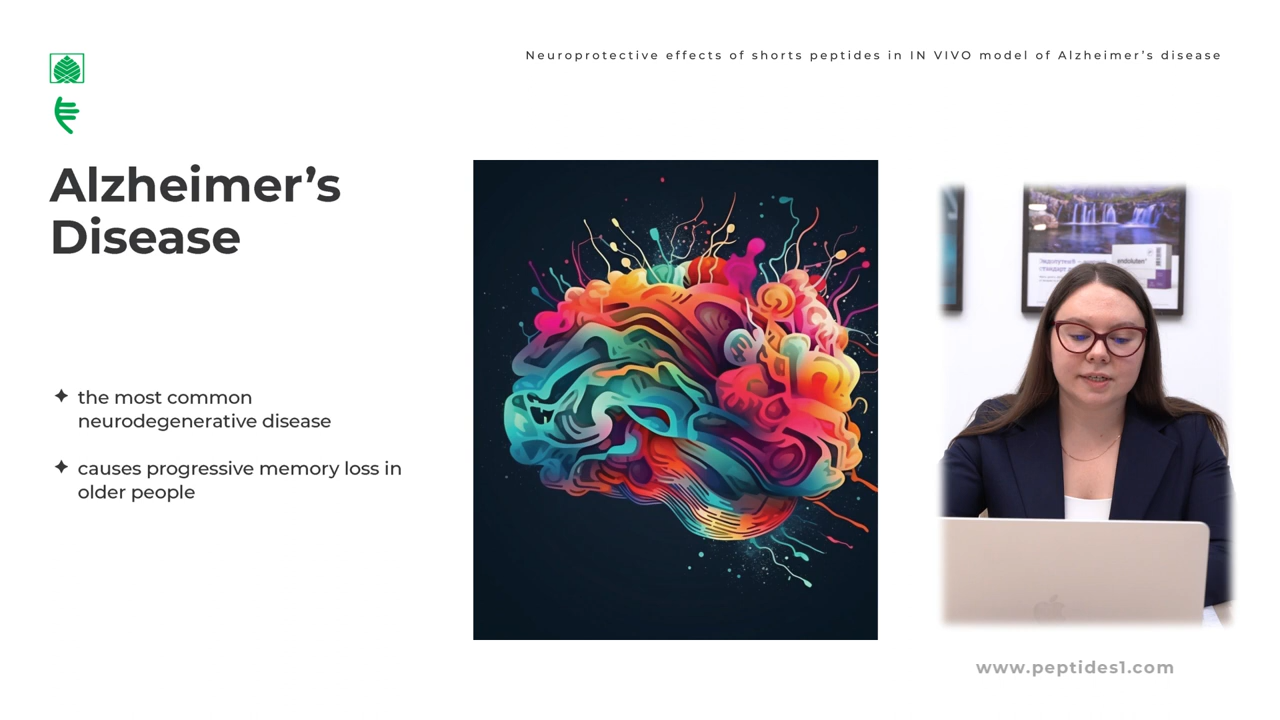 Neuroprotective effects of shorts peptides in IN VIVO model of Alzheimer’s disease
Alzheimer’s
Disease
the most common
neurodegenerative disease
causes progressive memory loss in
older people
endoluten
www.peptides1.com